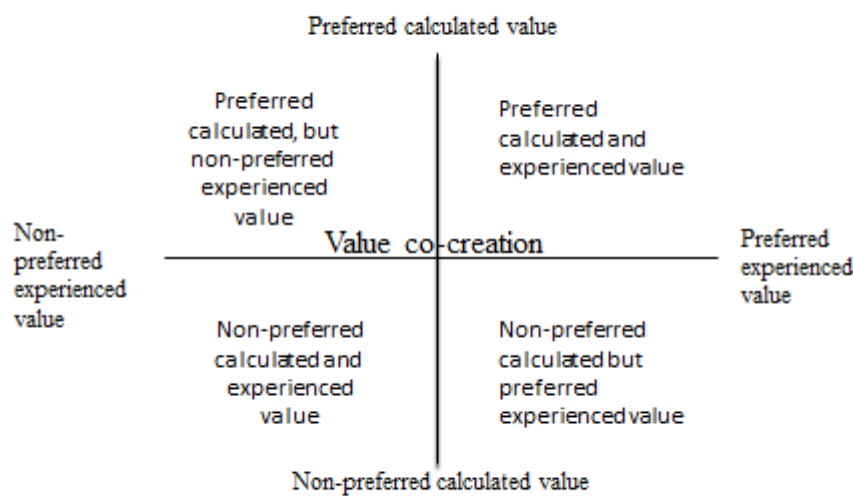 Preferred calculated value
Preferred
calculated, but
non-preferred
experienced
value
Preferred
calculated and
experienced value
Non-
preferred
experienced
value
Value co-creation
Preferred
experienced
value
Non-preferred
calculated and
experienced
value
Non-preferred
calculated but
preferred
experienced value
Non-preferred calculated value